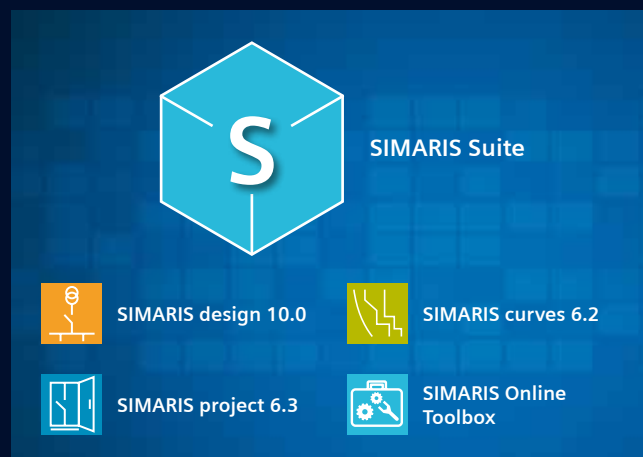 S
SIMARIS Suite
SIMARIS design 10.0
SIMARIS curves 6.2
SIMARIS project 6.3
SIMARIS Online
Toolbox